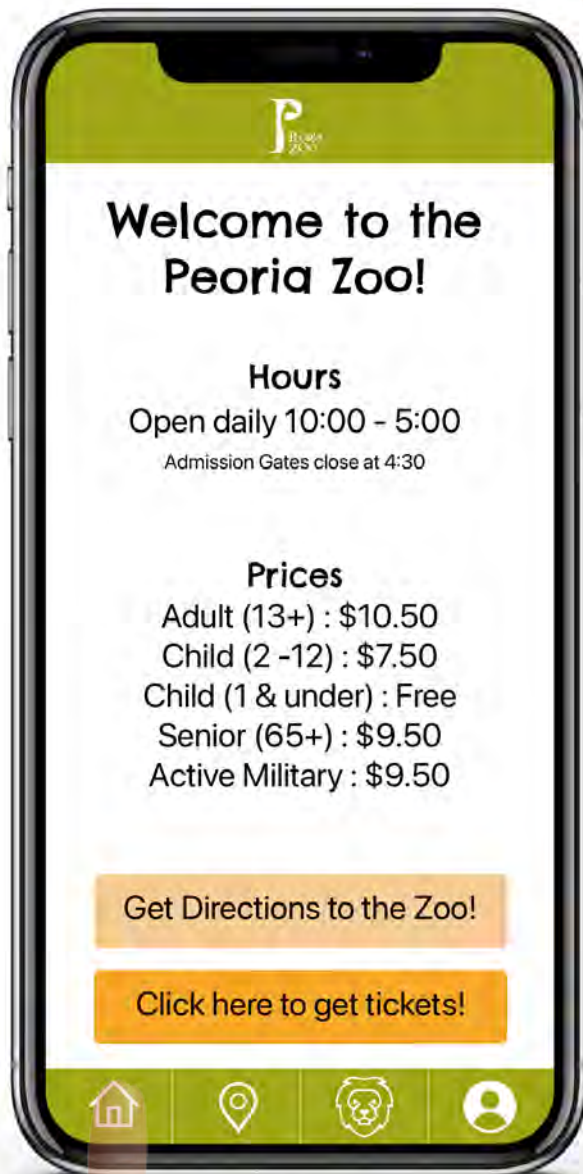 PEORIA
ZOO
Welcome to the
Peoria Zoo!
Hours
Open daily 10:00 - 5:00
Admission Gates close at 4:30
Prices
Adult (13+) : $10.50
Child (2 -12) : $7.50
Child (1 & under) : Free
Senior (65+) : $9.50
Active Military : $9.50
Get Directions to the Zoo!
Click here to get tickets!